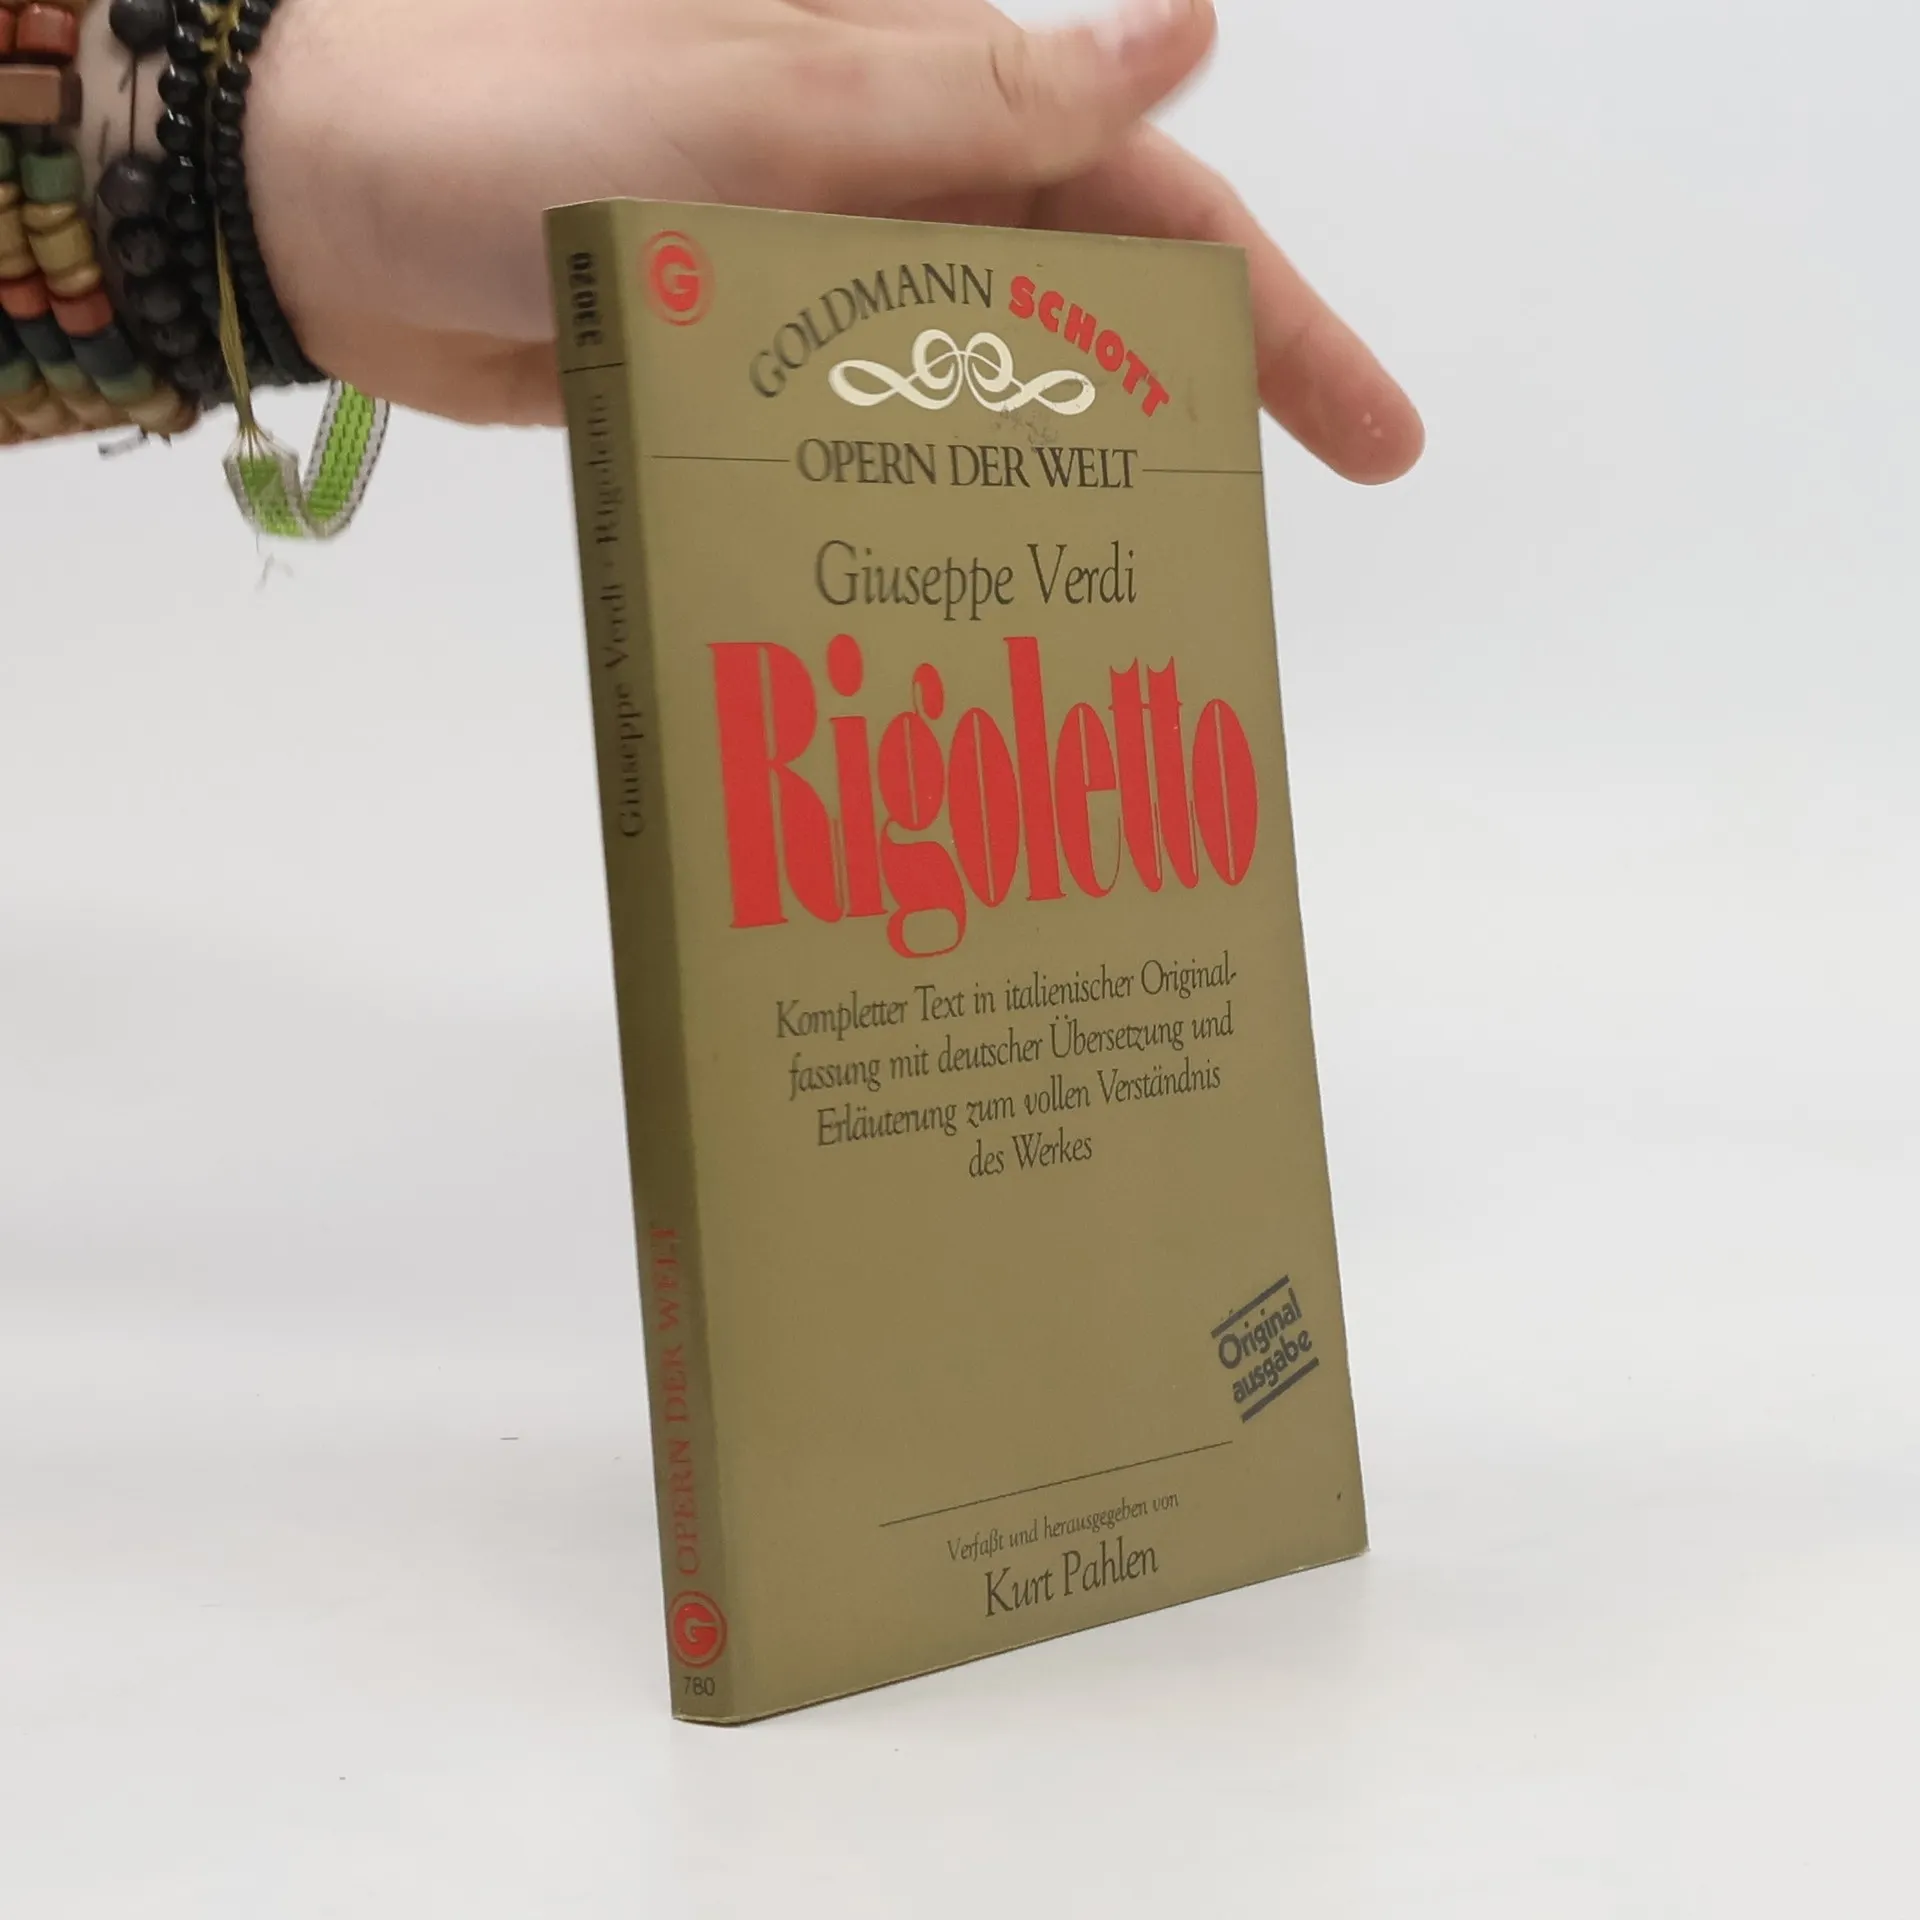 G
GOLDMANN SCHOTT
OPERN DER WELT
Giuseppe Verdi
Rigoletto
Kompletter Text in italienischer Original-
fassung mit deutscher Übersetzung und
Erläuterung zum vollen Verständnis
des Werkes
Original
ausgabe
Verfaßt und herausgegeben von
Kurt Pahlen
33070
Giuseppe Verdi · Rigoletto
OPERN DER WELT
G
780